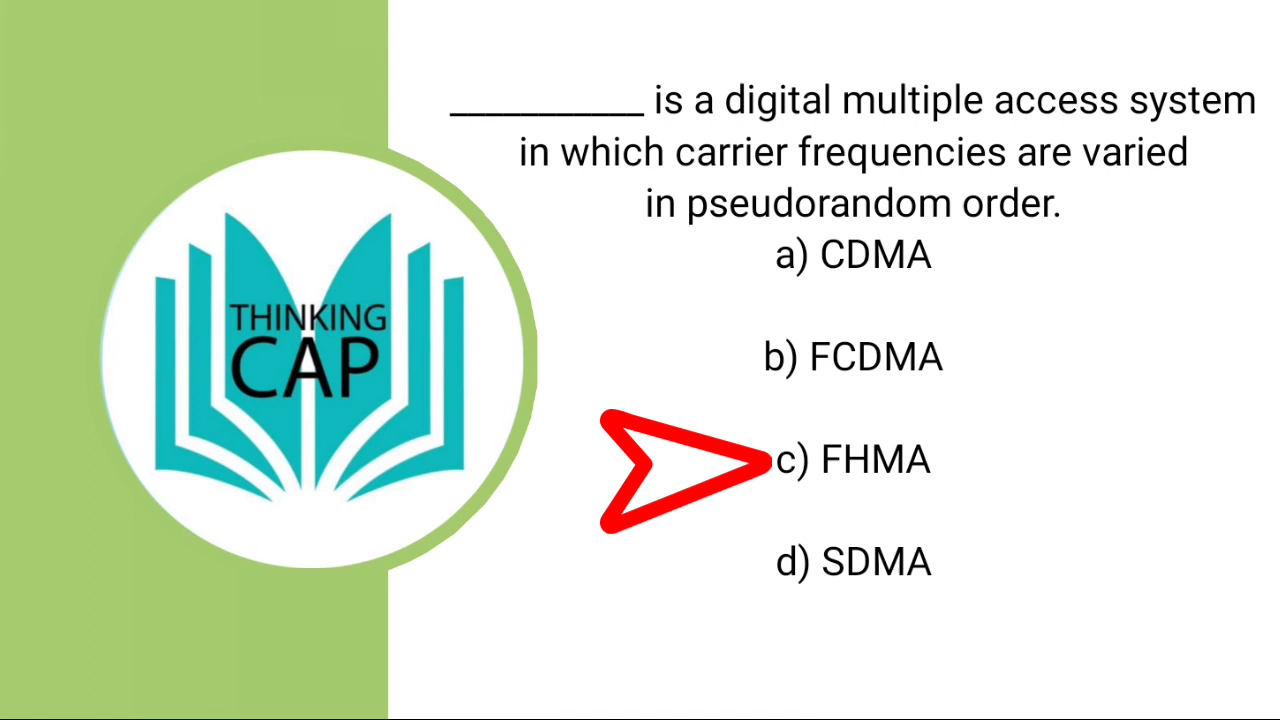 THINKING
CAP
___________ is a digital multiple access system
in which carrier frequencies are varied
in pseudorandom order.
a) CDMA
b) FCDMA
c) FHMA
d) SDMA